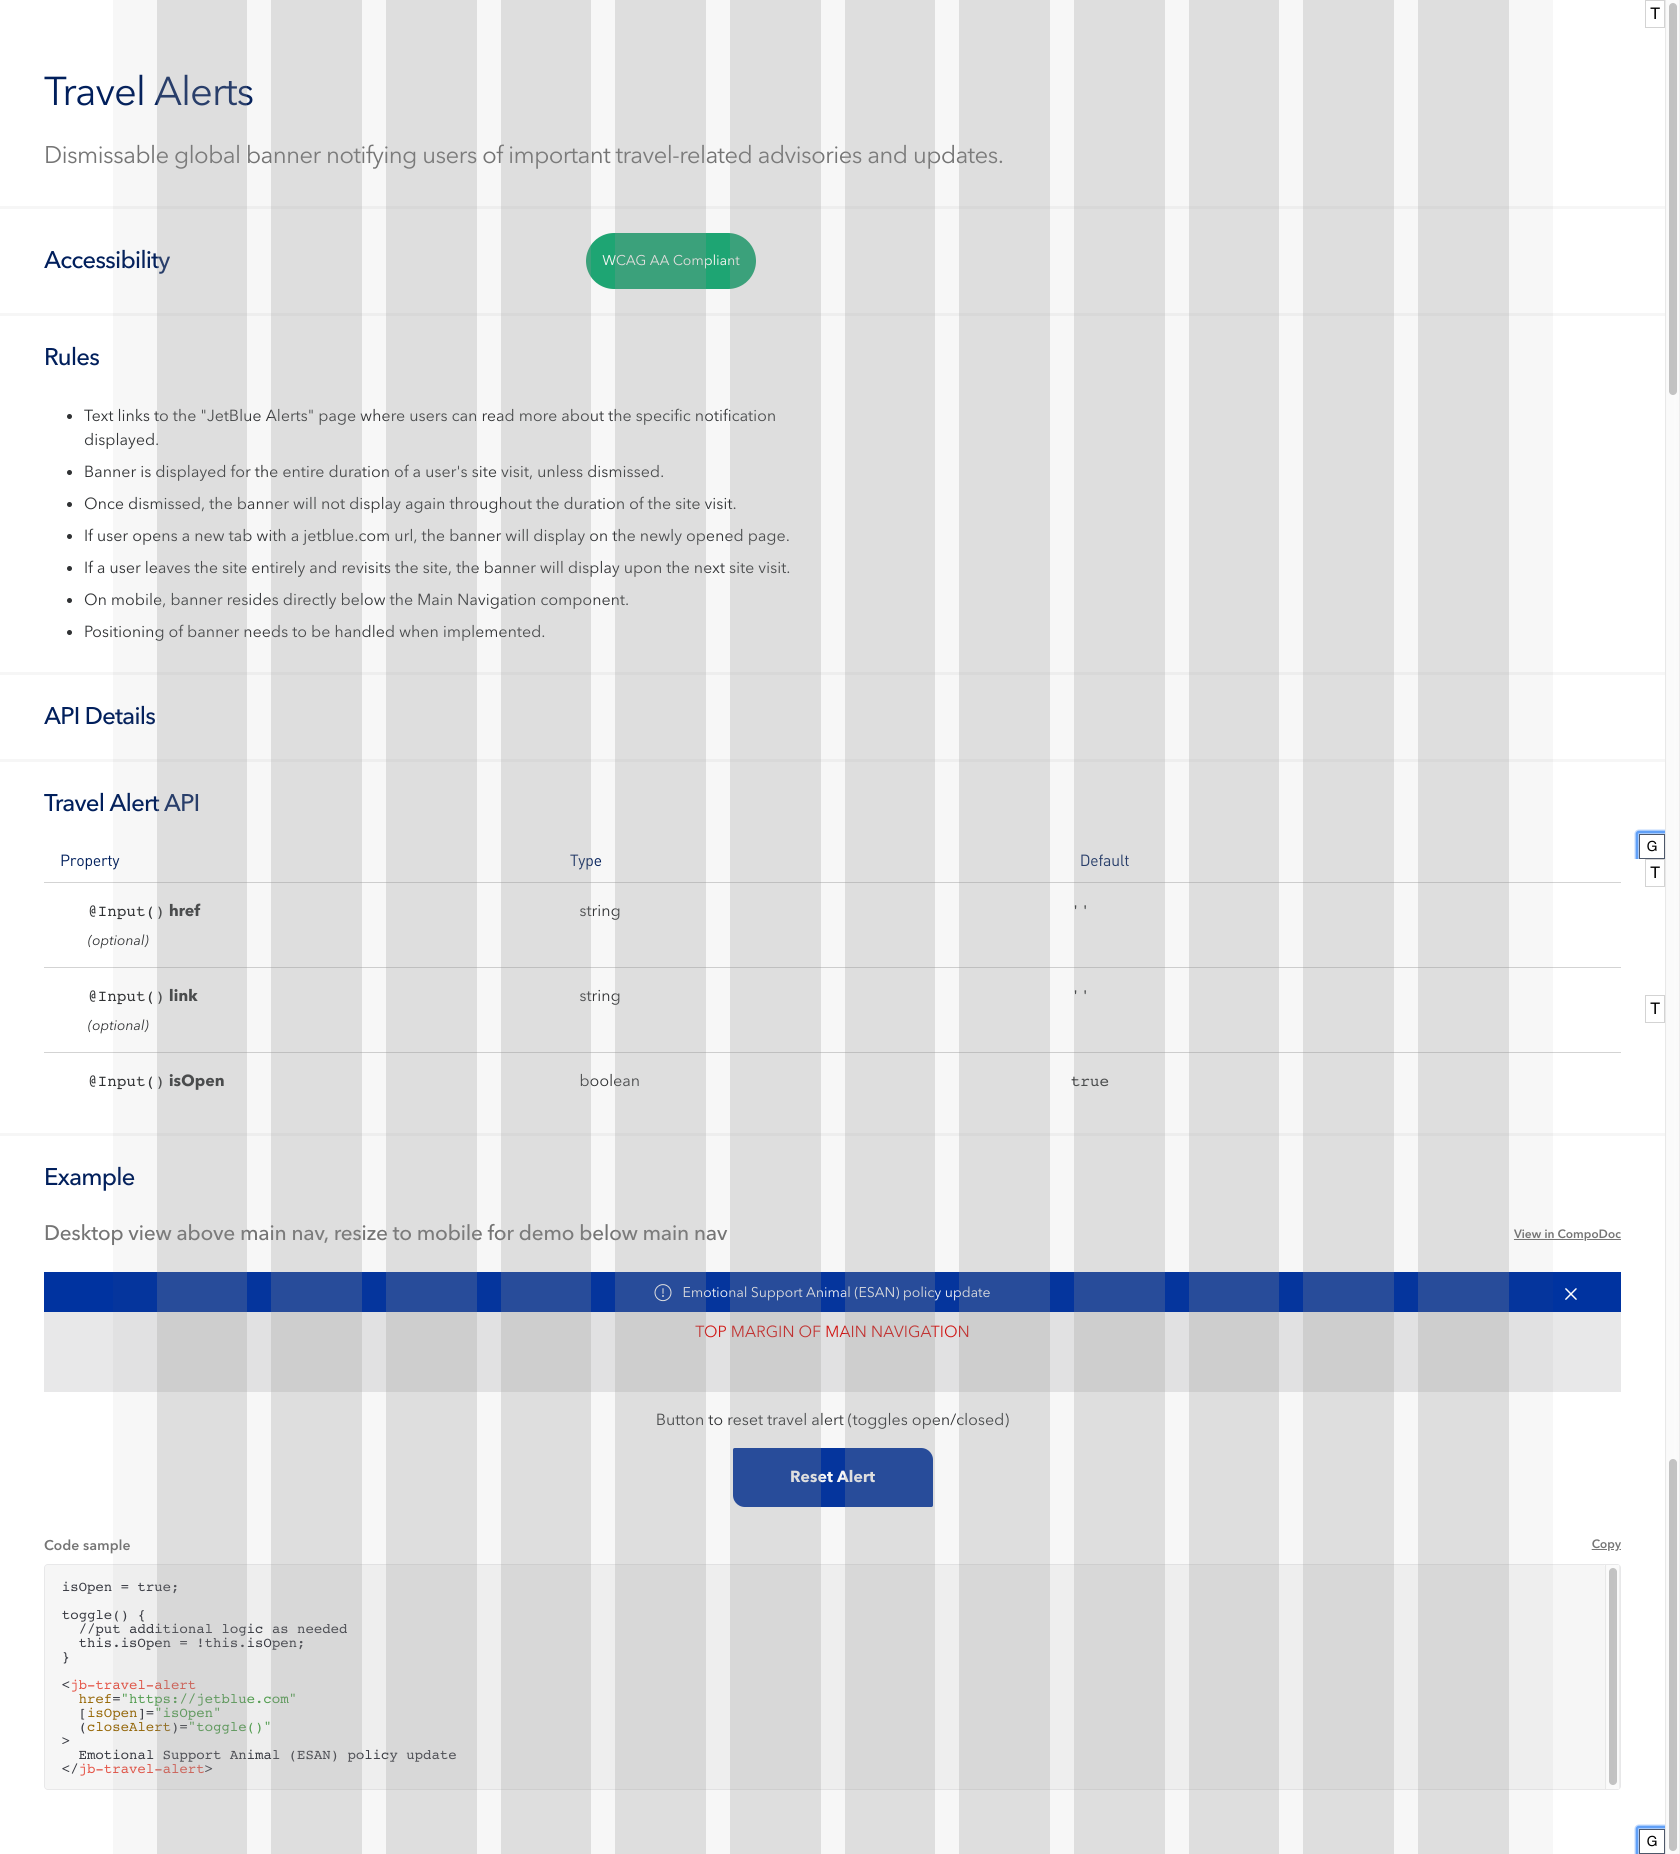 T
Travel Alerts
Dismissable global banner notifying users of important travel-related advisories and updates.
Accessibility
WCAG AA Compliant
Rules
• Text links to the "JetBlue Alerts" page where users can read more about the specific notification
displayed.
• Banner is displayed for the entire duration of a user's site visit, unless dismissed.
• Once dismissed, the banner will not display again throughout the duration of the site visit.
• If user opens a new tab with a jetblue.com url, the banner will display on the newly opened page.
• If a user leaves the site entirely and revisits the site, the banner will display upon the next site visit.
• On mobile, banner resides directly below the Main Navigation component.
• Positioning of banner needs to be handled when implemented.
API Details
Travel Alert API
G
Property Type Default
T
@Input() href string ''
(optional)
@Input() link string ''
T
(optional)
@Input() isOpen boolean true
Example
Desktop view above main nav, resize to mobile for demo below main nav
View in CompoDoc
Emotional Support Animal (ESAN) policy update
TOP MARGIN OF MAIN NAVIGATION
Button to reset travel alert (toggles open/closed)
Reset Alert
Code sample
Copy
isOpen = true;
toggle() {
  //put additional logic as needed
  this.isOpen = !this.isOpen;
}
<jb-travel-alert
  href="https://jetblue.com"
  [isOpen]="isOpen"
  (closeAlert)="toggle()"
>
  Emotional Support Animal (ESAN) policy update
</jb-travel-alert>
G